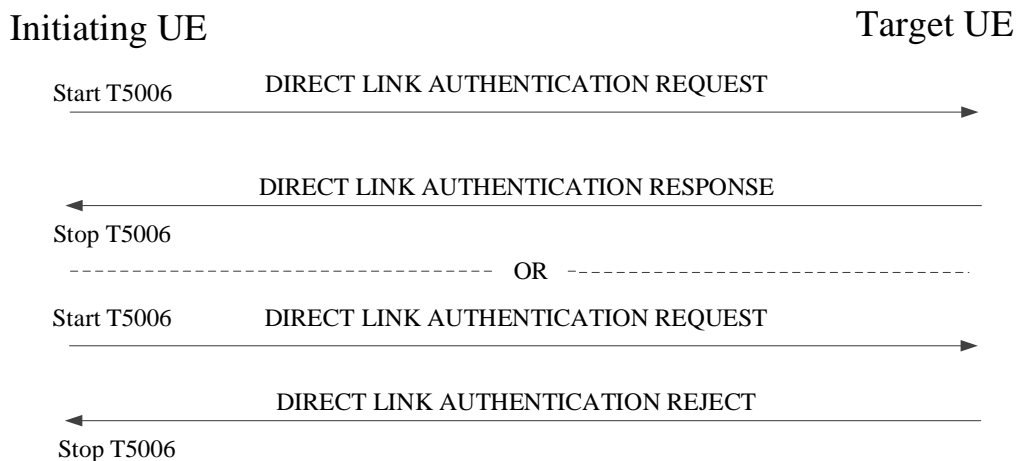 Initiating UE
Target UE
Start T5006
DIRECT LINK AUTHENTICATION REQUEST
DIRECT LINK AUTHENTICATION RESPONSE
Stop T5006
OR
Start T5006
DIRECT LINK AUTHENTICATION REQUEST
DIRECT LINK AUTHENTICATION REJECT
Stop T5006